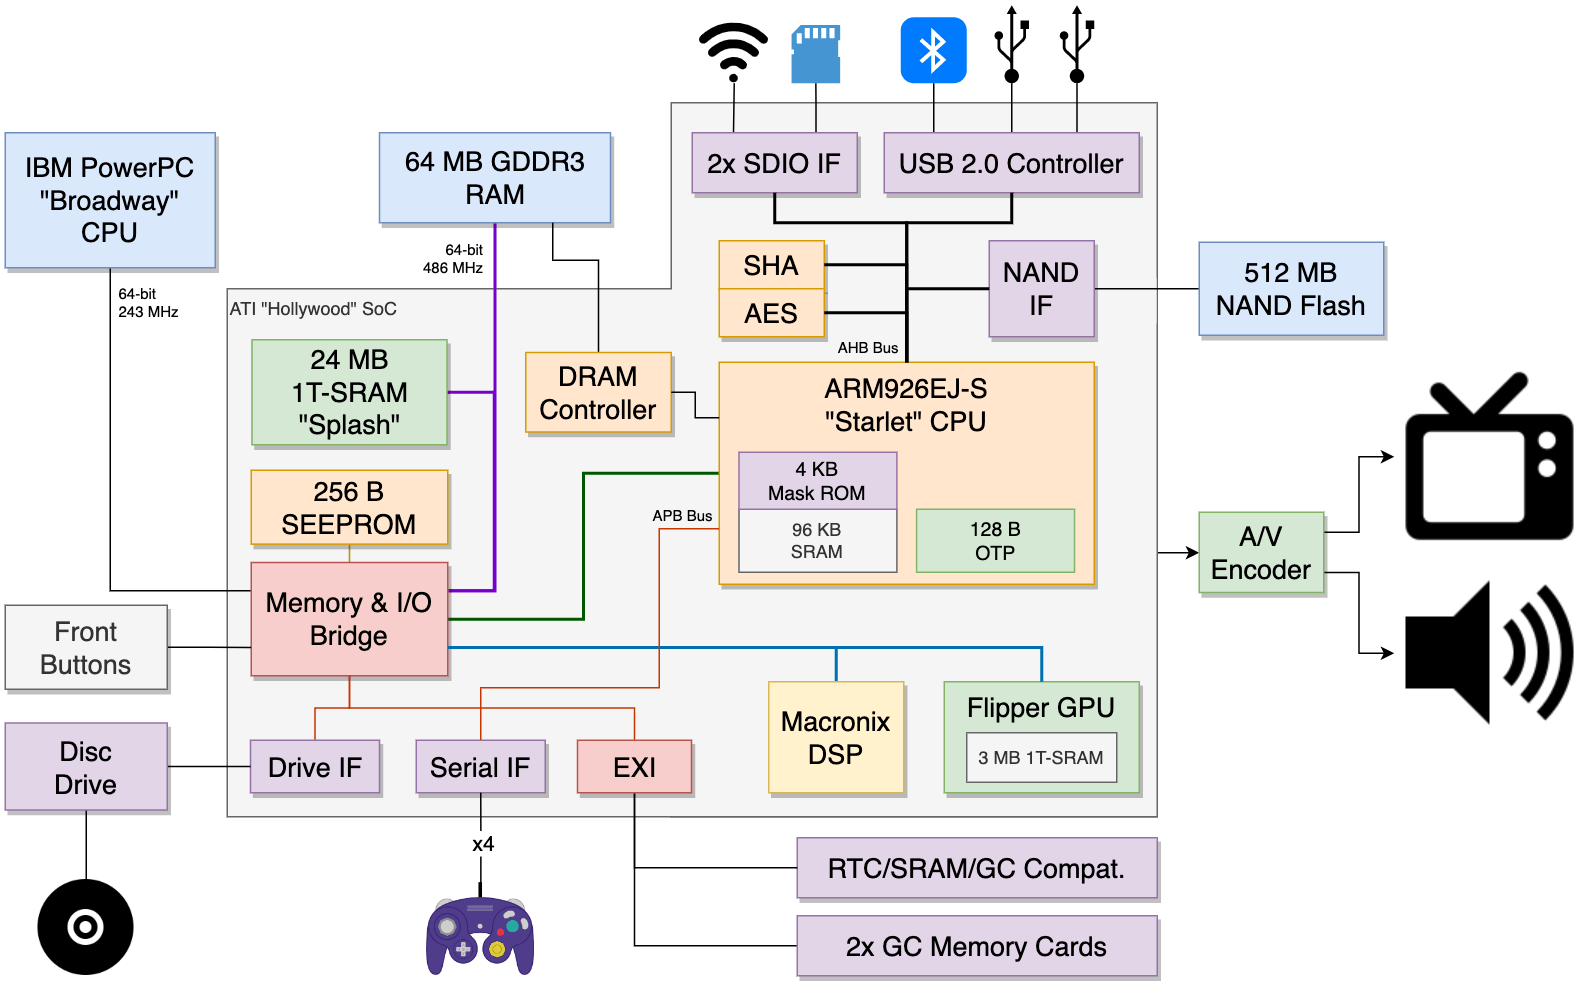 IBM PowerPC
"Broadway"
CPU
64 MB GDDR3
RAM
2x SDIO IF
USB 2.0 Controller
64-bit
486 MHz
64-bit
243 MHz
SHA
AES
NAND
IF
512 MB
NAND Flash
ATI "Hollywood" SoC
24 MB
1T-SRAM
"Splash"
DRAM
Controller
AHB Bus
ARM926EJ-S
"Starlet" CPU
4 KB
Mask ROM
96 KB
SRAM
128 B
OTP
256 B
SEEPROM
APB Bus
A/V
Encoder
Memory & I/O
Bridge
Front
Buttons
Disc
Drive
Drive IF
Serial IF
EXI
Macronix
DSP
Flipper GPU
3 MB 1T-SRAM
x4
RTC/SRAM/GC Compat.
2x GC Memory Cards